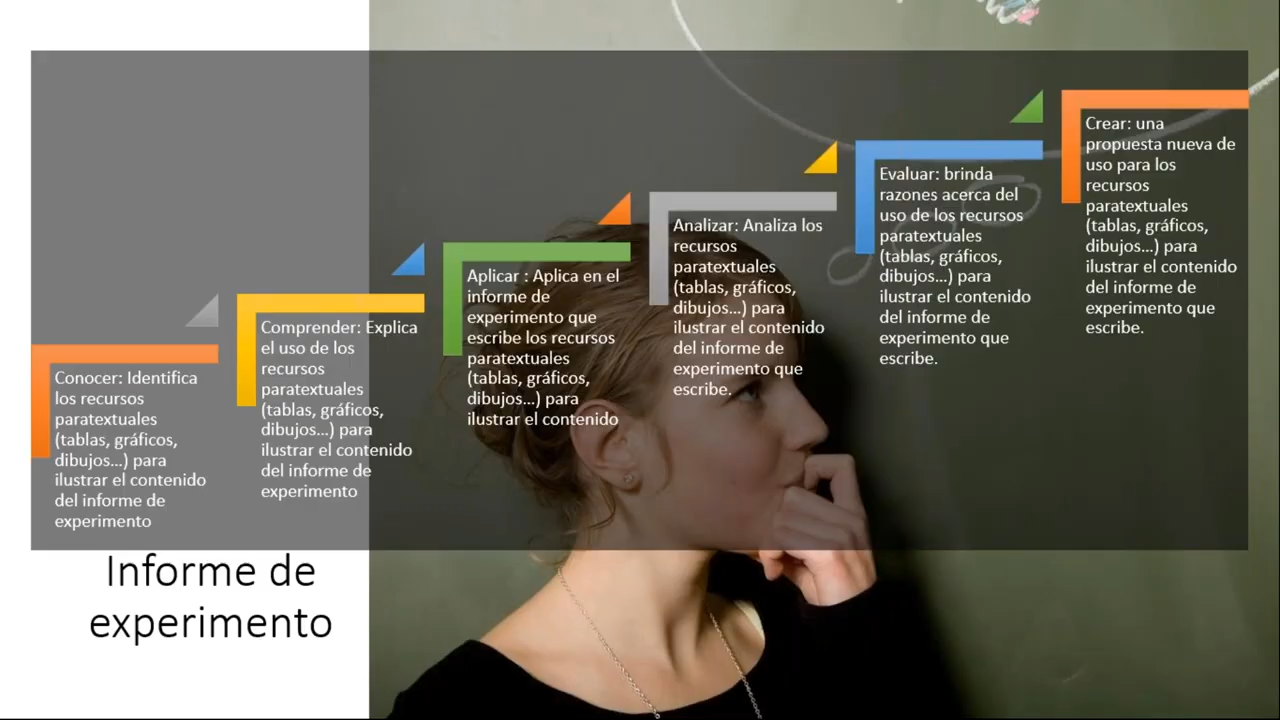 Conocer: Identifica
los recursos
paratextuales
(tablas, gráficos,
dibujos...) para
ilustrar el contenido
del informe de
experimento
Comprender: Explica
el uso de los
recursos
paratextuales
(tablas, gráficos,
dibujos...) para
ilustrar el contenido
del informe de
experimento
Aplicar : Aplica en el
informe de
experimento que
escribe los recursos
paratextuales
(tablas, gráficos,
dibujos...) para
ilustrar el contenido
Analizar: Analiza los
recursos
paratextuales
(tablas, gráficos,
dibujos...) para
ilustrar el contenido
del informe de
experimento que
escribe.
Evaluar: brinda
razones acerca del
uso de los recursos
paratextuales
(tablas, gráficos,
dibujos...) para
ilustrar el contenido
del informe de
experimento que
escribe.
Crear: una
propuesta nueva de
uso para los
recursos
paratextuales
(tablas, gráficos,
dibujos...) para
ilustrar el contenido
del informe de
experimento que
escribe.
Informe de
experimento